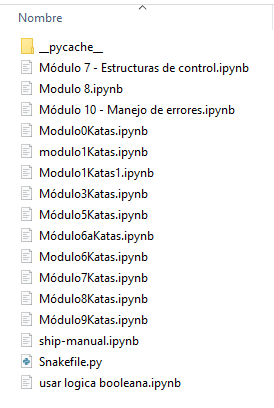 Nombre
__pycache__
Módulo 7 - Estructuras de control.ipynb
Modulo 8.ipynb
Módulo 10 - Manejo de errores.ipynb
Modulo0Katas.ipynb
modulo1Katas.ipynb
Modulo1Katas1.ipynb
Módulo3Katas.ipynb
Módulo5Katas.ipynb
Módulo6aKatas.ipynb
Modulo6Katas.ipynb
Módulo7Katas.ipynb
Módulo8Katas.ipynb
Módulo9Katas.ipynb
ship-manual.ipynb
Snakefile.py
usar logica booleana.ipynb